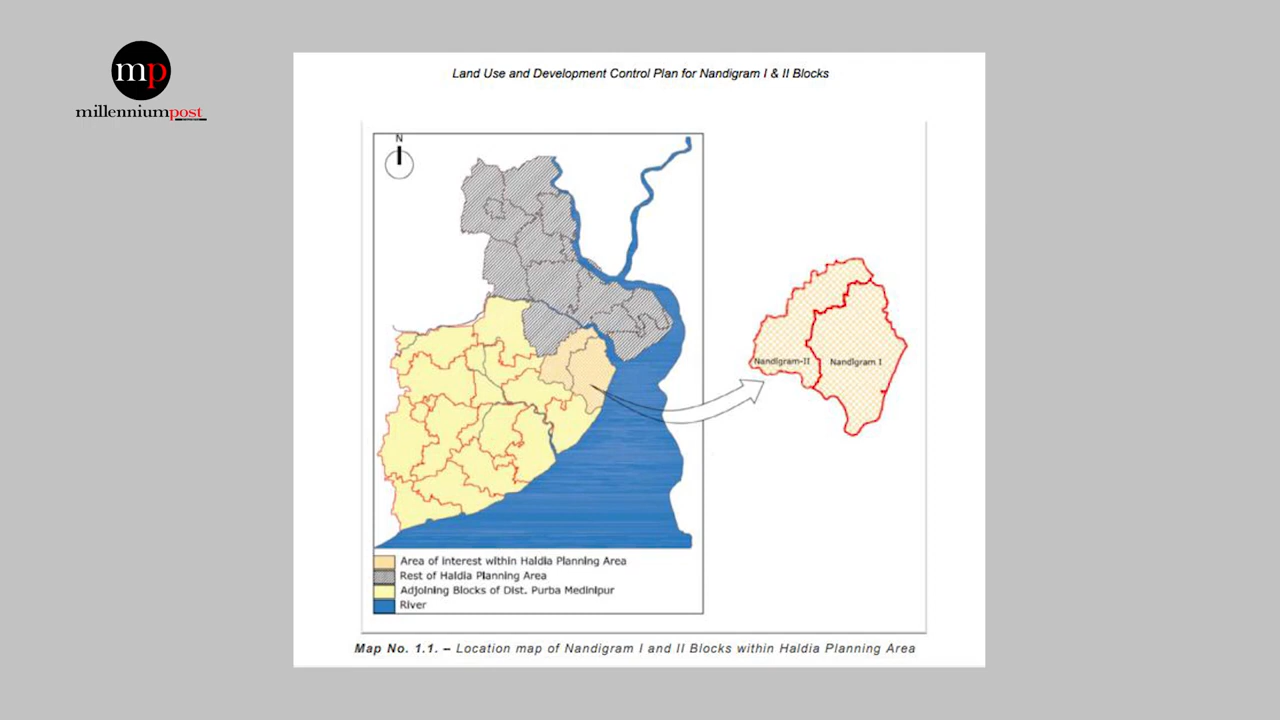 mp
millenniumpost
Land Use and Development Control Plan for Nandigram I & II Blocks
N
Nandigram-II
Nandigram I
Area of interest within Haldia Planning Area
Rest of Haldia Planning Area
Adjoining Blocks of Dist. Purba Medinipur
River
Map No. 1.1. – Location map of Nandigram I and II Blocks within Haldia Planning Area